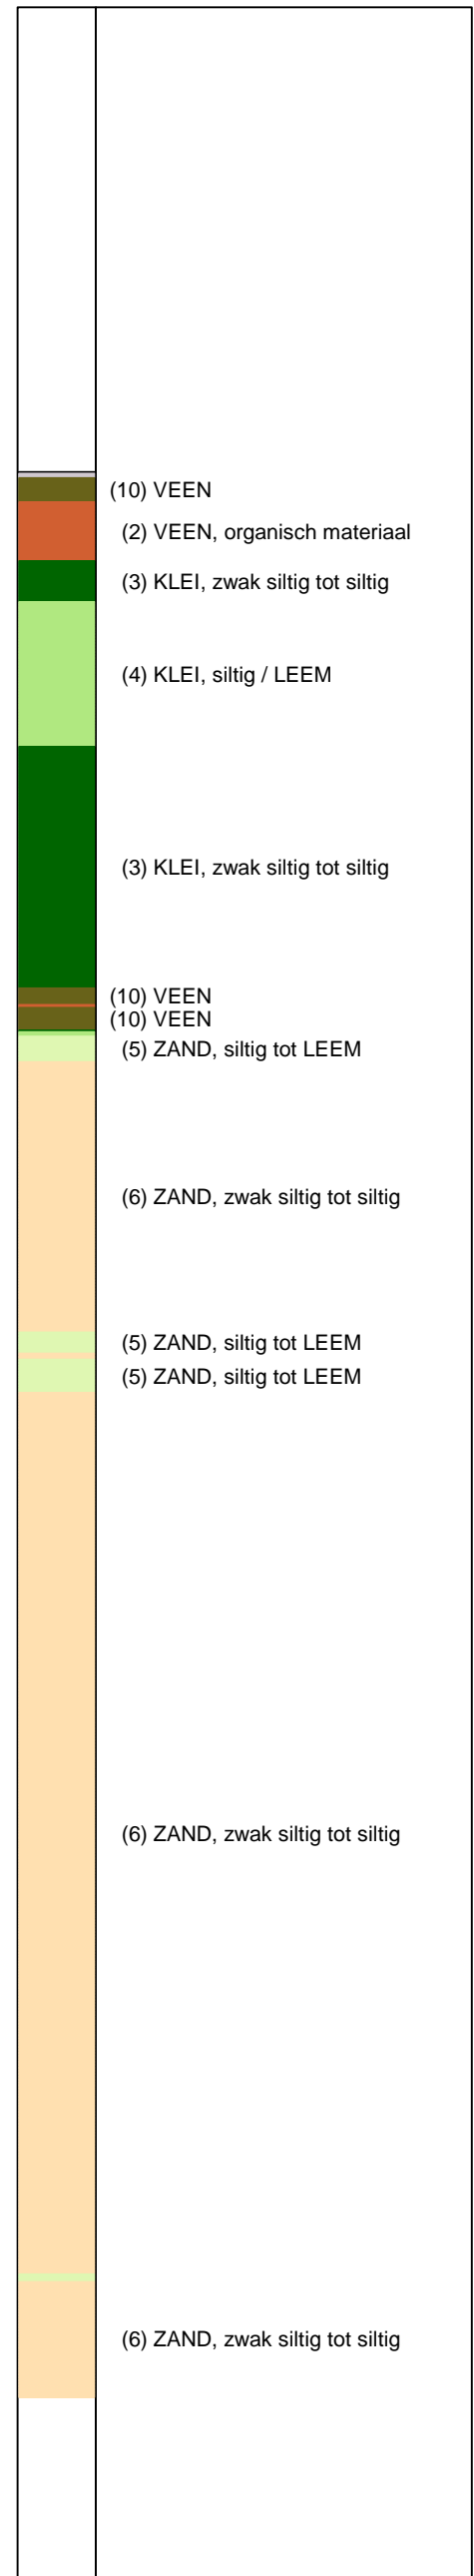 (10) VEEN
(2) VEEN, organisch materiaal
(3) KLEI, zwak siltig tot siltig
(4) KLEI, siltig / LEEM
(3) KLEI, zwak siltig tot siltig
(10) VEEN
(10) VEEN
(5) ZAND, siltig tot LEEM
(6) ZAND, zwak siltig tot siltig
(5) ZAND, siltig tot LEEM
(5) ZAND, siltig tot LEEM
(6) ZAND, zwak siltig tot siltig
(6) ZAND, zwak siltig tot siltig